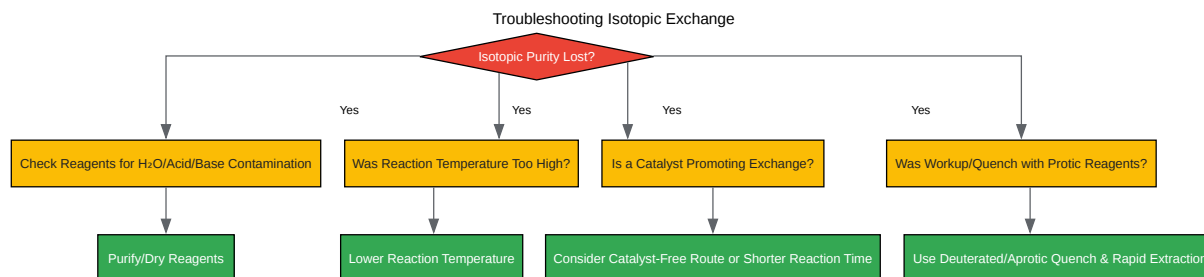 Troubleshooting Isotopic Exchange
Isotopic Purity Lost?
Yes
Yes
Yes
Yes
Check Reagents for H₂O/Acid/Base Contamination
Was Reaction Temperature Too High?
Is a Catalyst Promoting Exchange?
Was Workup/Quench with Protic Reagents?
Purify/Dry Reagents
Lower Reaction Temperature
Consider Catalyst-Free Route or Shorter Reaction Time
Use Deuterated/Aprotic Quench & Rapid Extraction